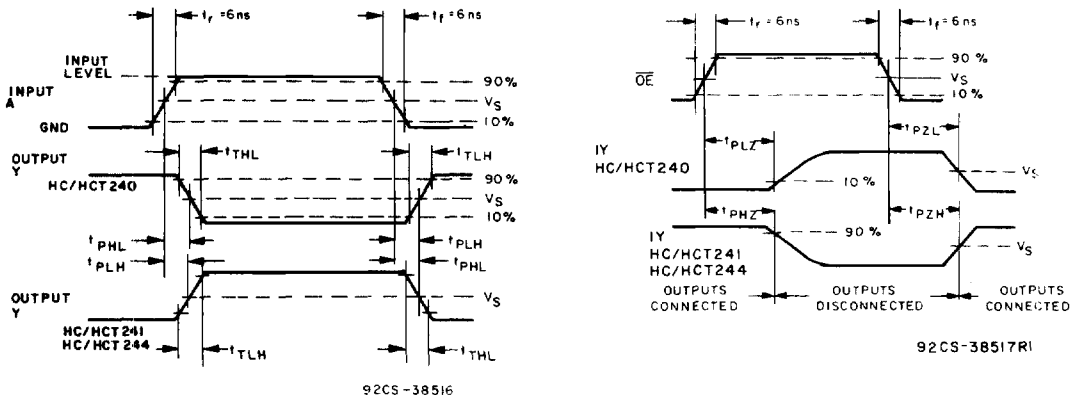 tr = 6ns
tf = 6ns
INPUT LEVEL
90%
INPUT A
VS
10%
GND
tTHL
tTLH
OUTPUT Y
HC/HCT240
90%
VS
10%
tPHL
tPLH
tPLH
tPHL
OUTPUT Y
VS
HC/HCT241
HC/HCT244
tTLH
tTHL
92CS-38516
tr = 6ns
tf = 6ns
90%
OE
VS
10%
tPLZ
tPZL
IY
HC/HCT240
10%
VS
tPHZ
tPZH
IY
HC/HCT241
HC/HCT244
90%
VS
OUTPUTS CONNECTED
OUTPUTS DISCONNECTED
OUTPUTS CONNECTED
92CS-38517R1